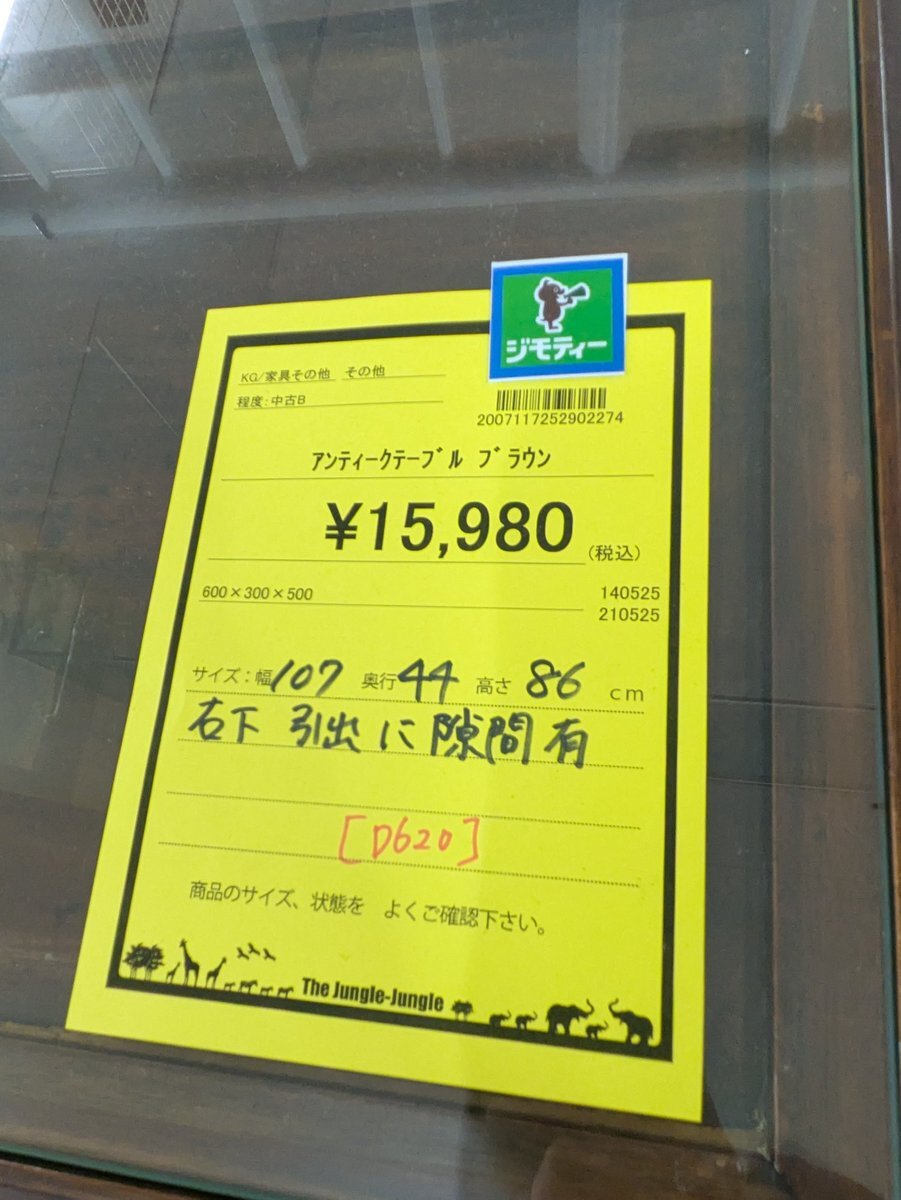 ジモティー
KG/家具その他 その他
程度:中古B
2007117252902274
ｱﾝﾃｨｰｸﾃｰﾌﾞﾙ ﾌﾞﾗｳﾝ
¥15,980
(税込)
600×300×500
140525
210525
サイズ:幅107 奥行44 高さ86 cm
右下 引出に隙間有
[D620]
商品のサイズ、状態を よくご確認下さい。
The Jungle-Jungle